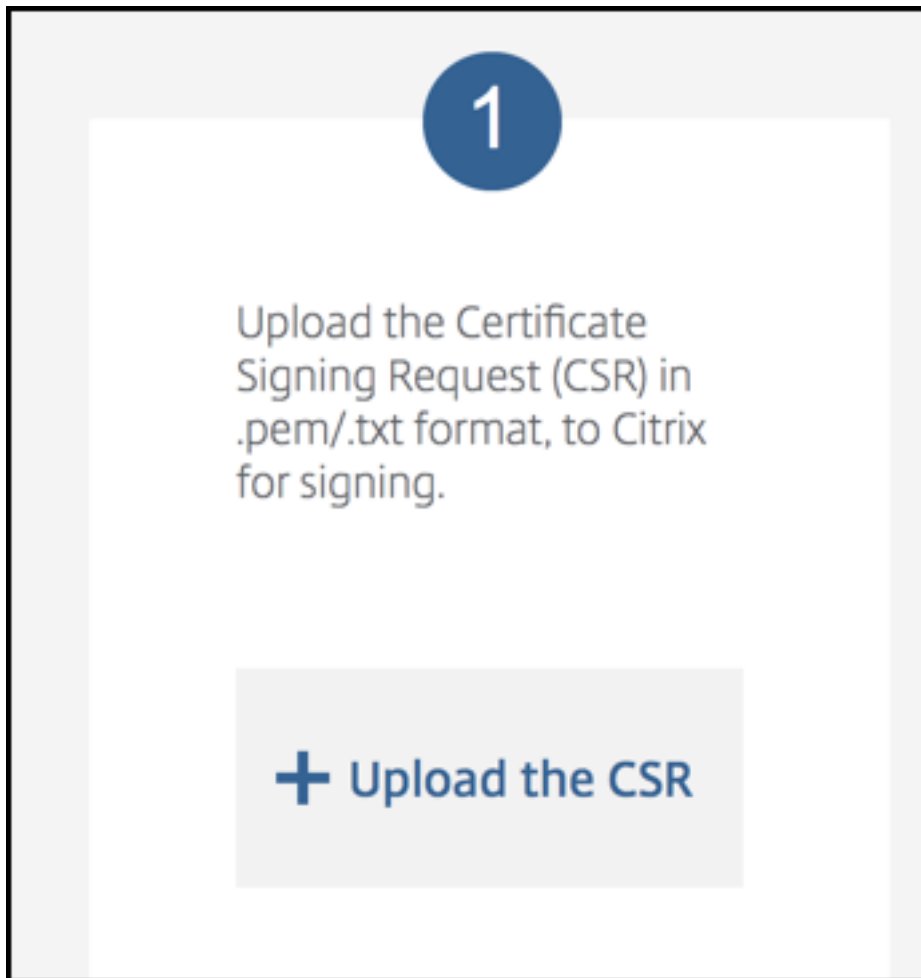 1
Upload the Certificate
Signing Request (CSR) in
.pem/.txt format, to Citrix
for signing.
+ Upload the CSR